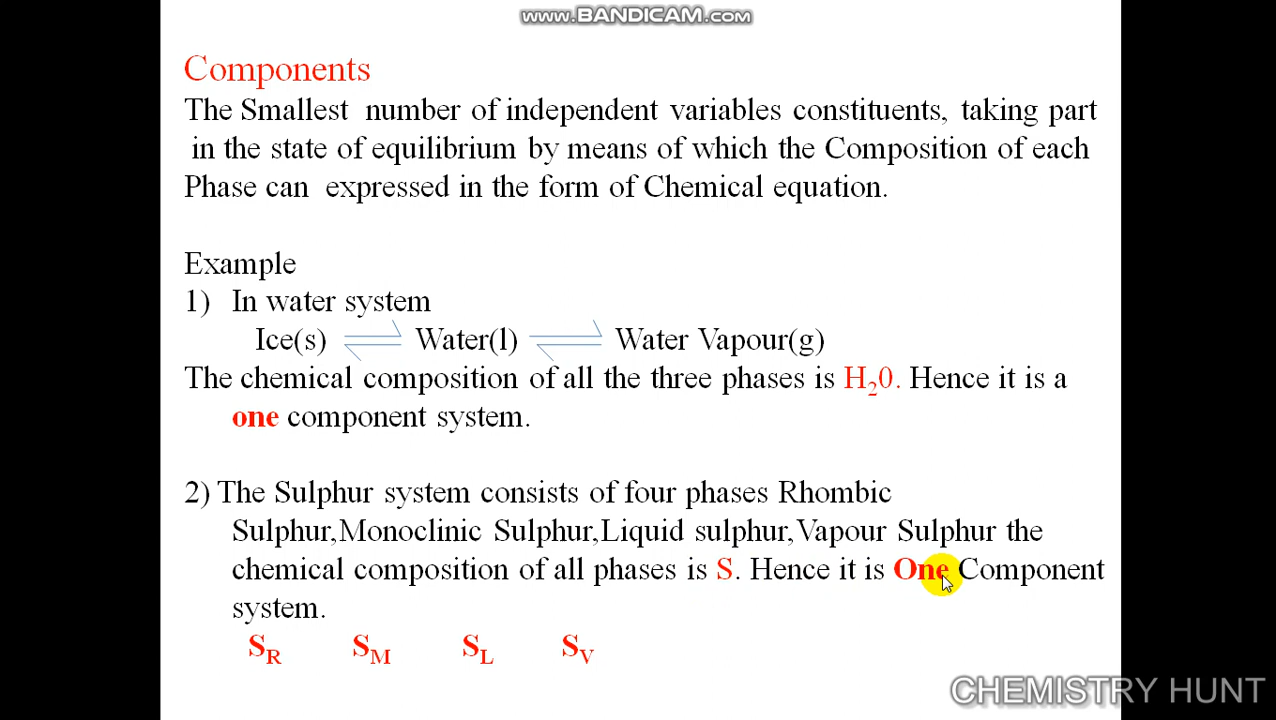 www.BANDICAM.com
Components
The Smallest number of independent variables constituents, taking part
in the state of equilibrium by means of which the Composition of each
Phase can expressed in the form of Chemical equation.
Example
1) In water system
Ice(s) Water(l) Water Vapour(g)
The chemical composition of all the three phases is H₂0. Hence it is a
one component system.
2) The Sulphur system consists of four phases Rhombic
Sulphur,Monoclinic Sulphur,Liquid sulphur,Vapour Sulphur the
chemical composition of all phases is S. Hence it is One Component
system.
S_R S_M S_L S_V
CHEMISTRY HUNT